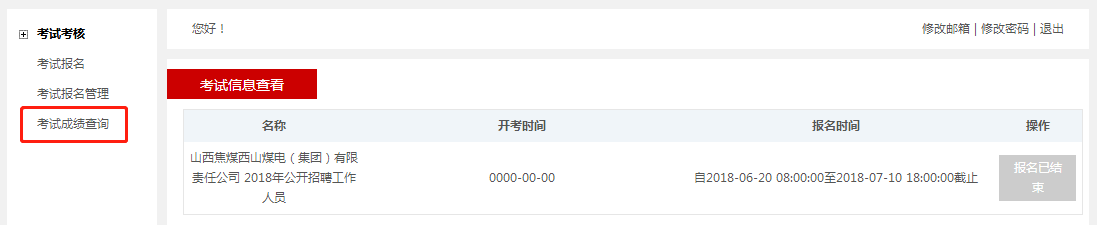 考试考核
考试报名
考试报名管理
考试成绩查询
您好！
修改邮箱 | 修改密码 | 退出
考试信息查看
名称 开考时间 报名时间 操作
山西焦煤西山煤电（集团）有限
责任公司 2018年公开招聘工作
人员
0000-00-00
自2018-06-20 08:00:00至2018-07-10 18:00:00截止
报名已结
束